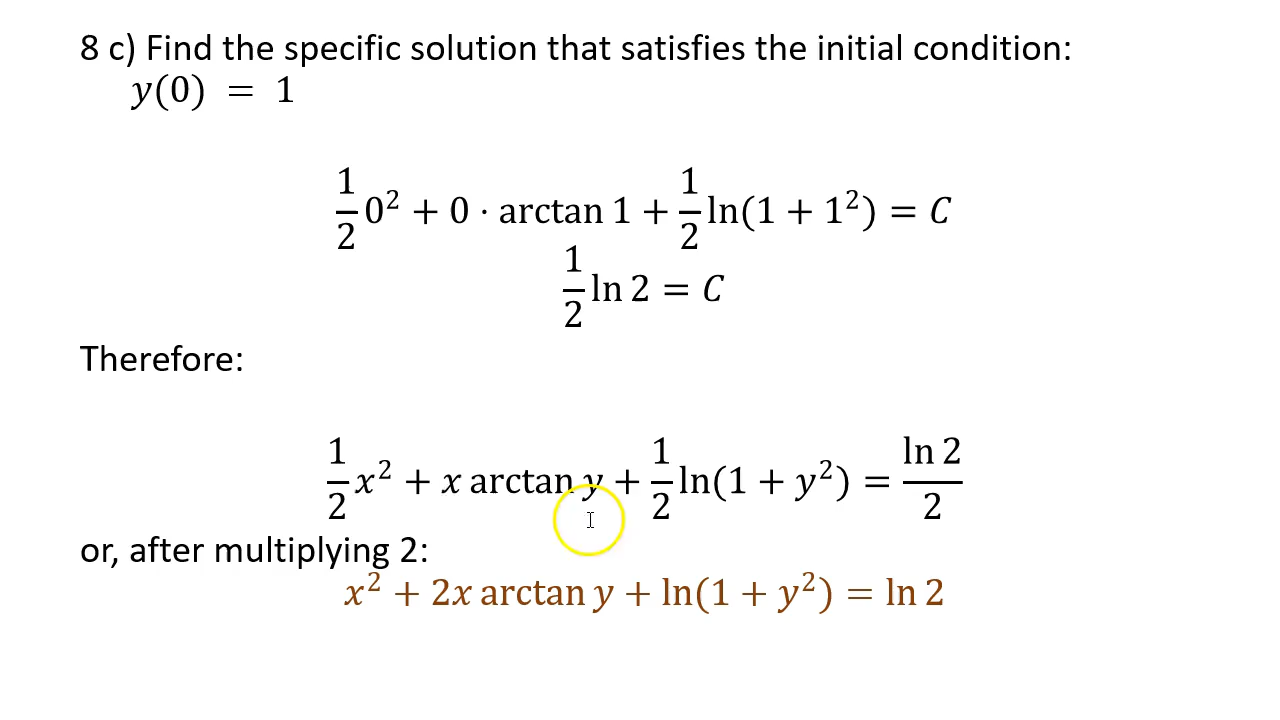 8 c) Find the specific solution that satisfies the initial condition:
y(0) = 1
1/2 0² + 0 · arctan 1 + 1/2 ln(1 + 1²) = C
1/2 ln 2 = C
Therefore:
1/2 x² + x arctan y + 1/2 ln(1 + y²) = ln 2/2
or, after multiplying 2:
x² + 2x arctan y + ln(1 + y²) = ln 2